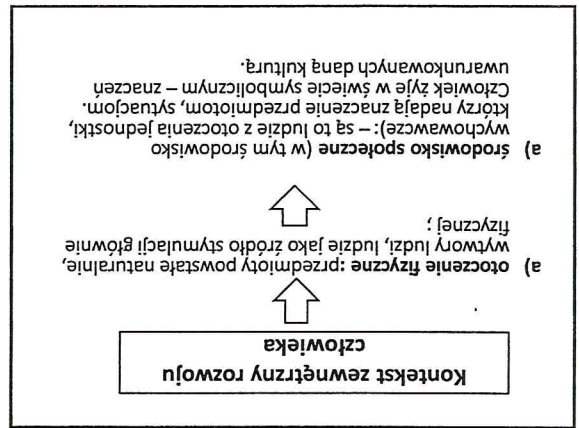 Kontekst zewnętrzny rozwoju
człowieka
a) otoczenie fizyczne :przedmioty powstałe naturalnie,
wytwory ludzi, ludzie jako źródło stymulacji głównie
fizycznej ;
a) środowisko społeczne (w tym środowisko
wychowawcze):– są to ludzie z otoczenia jednostki,
którzy nadają znaczenie przedmiotom, sytuacjom.
Człowiek żyje w świecie symbolicznym – znaczeń
uwarunkowanych daną kulturą.